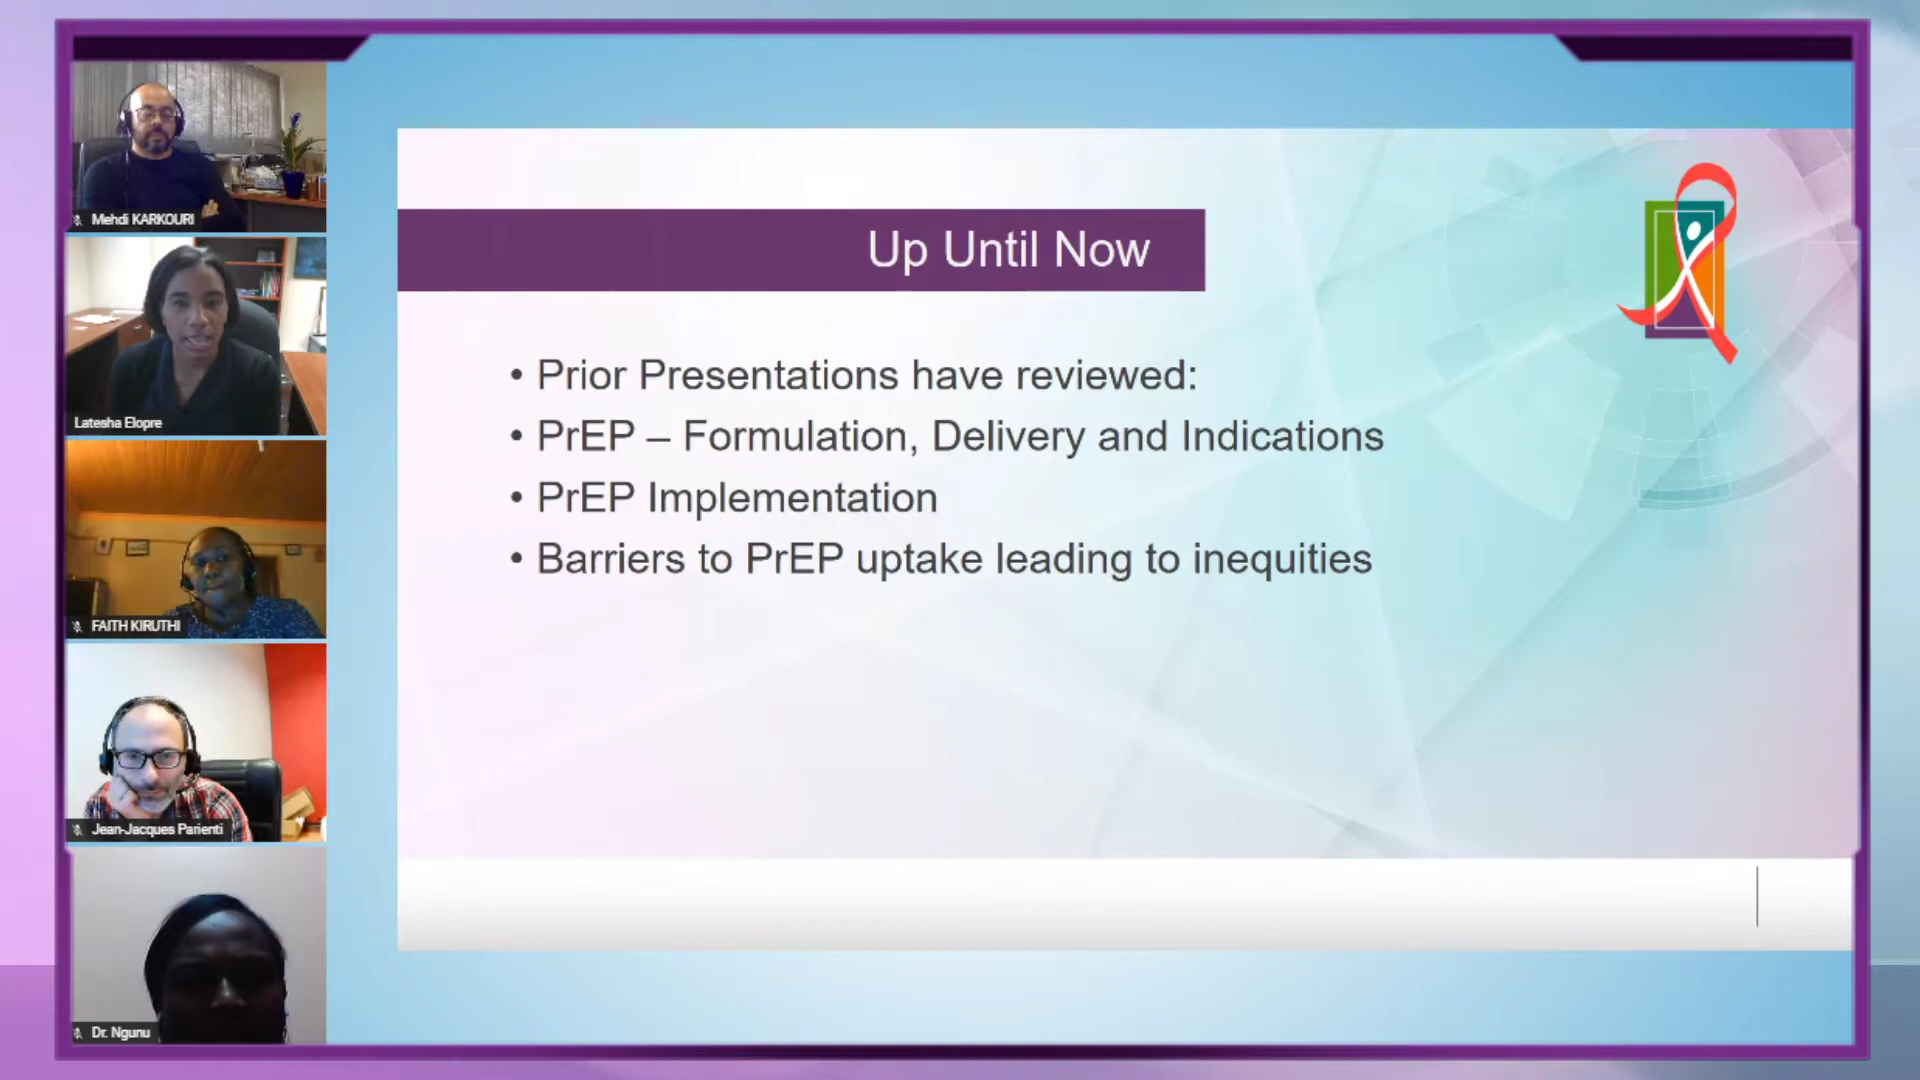 Mehdi KARKOURI
Latesha Elopre
FAITH KIRUTHI
Jean-Jacques Parienti
Dr. Ngunu
Up Until Now
• Prior Presentations have reviewed:
• PrEP – Formulation, Delivery and Indications
• PrEP Implementation
• Barriers to PrEP uptake leading to inequities